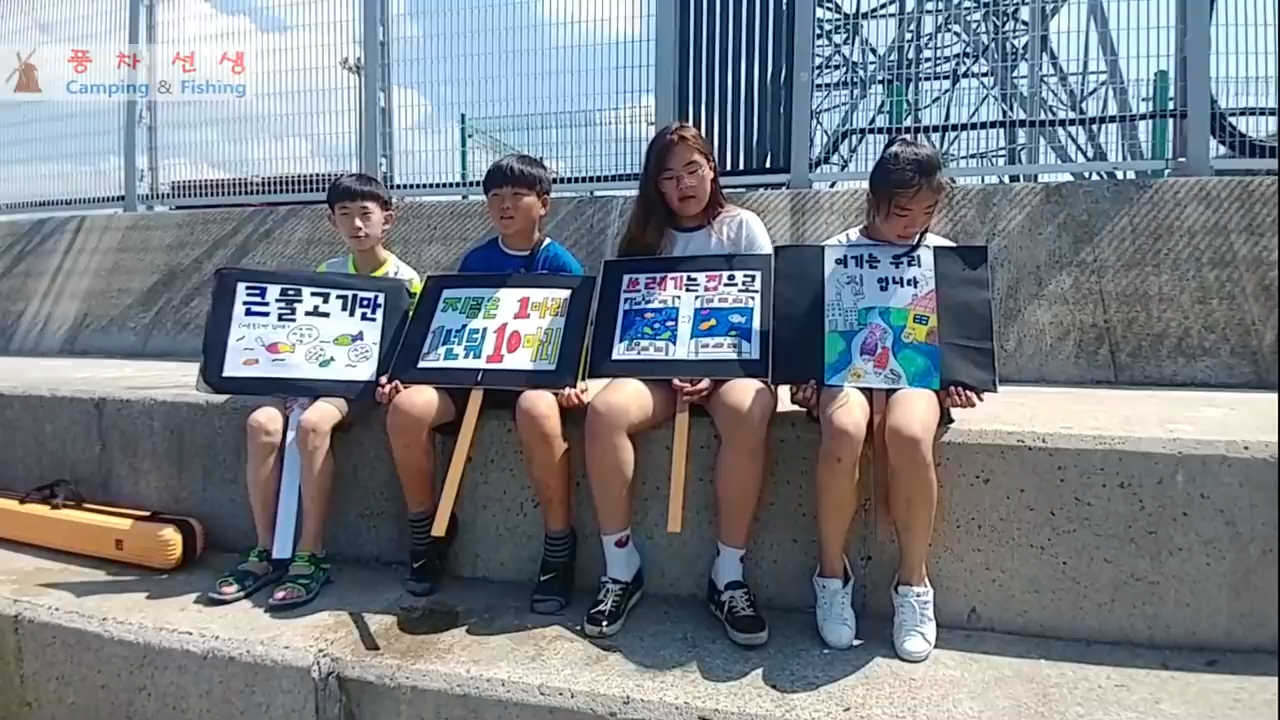 풍차선생
Camping & Fishing
큰물고기만
지금은 1마리
1년뒤 10마리
쓰레기는 집으로
여기는 우리
집 입니다